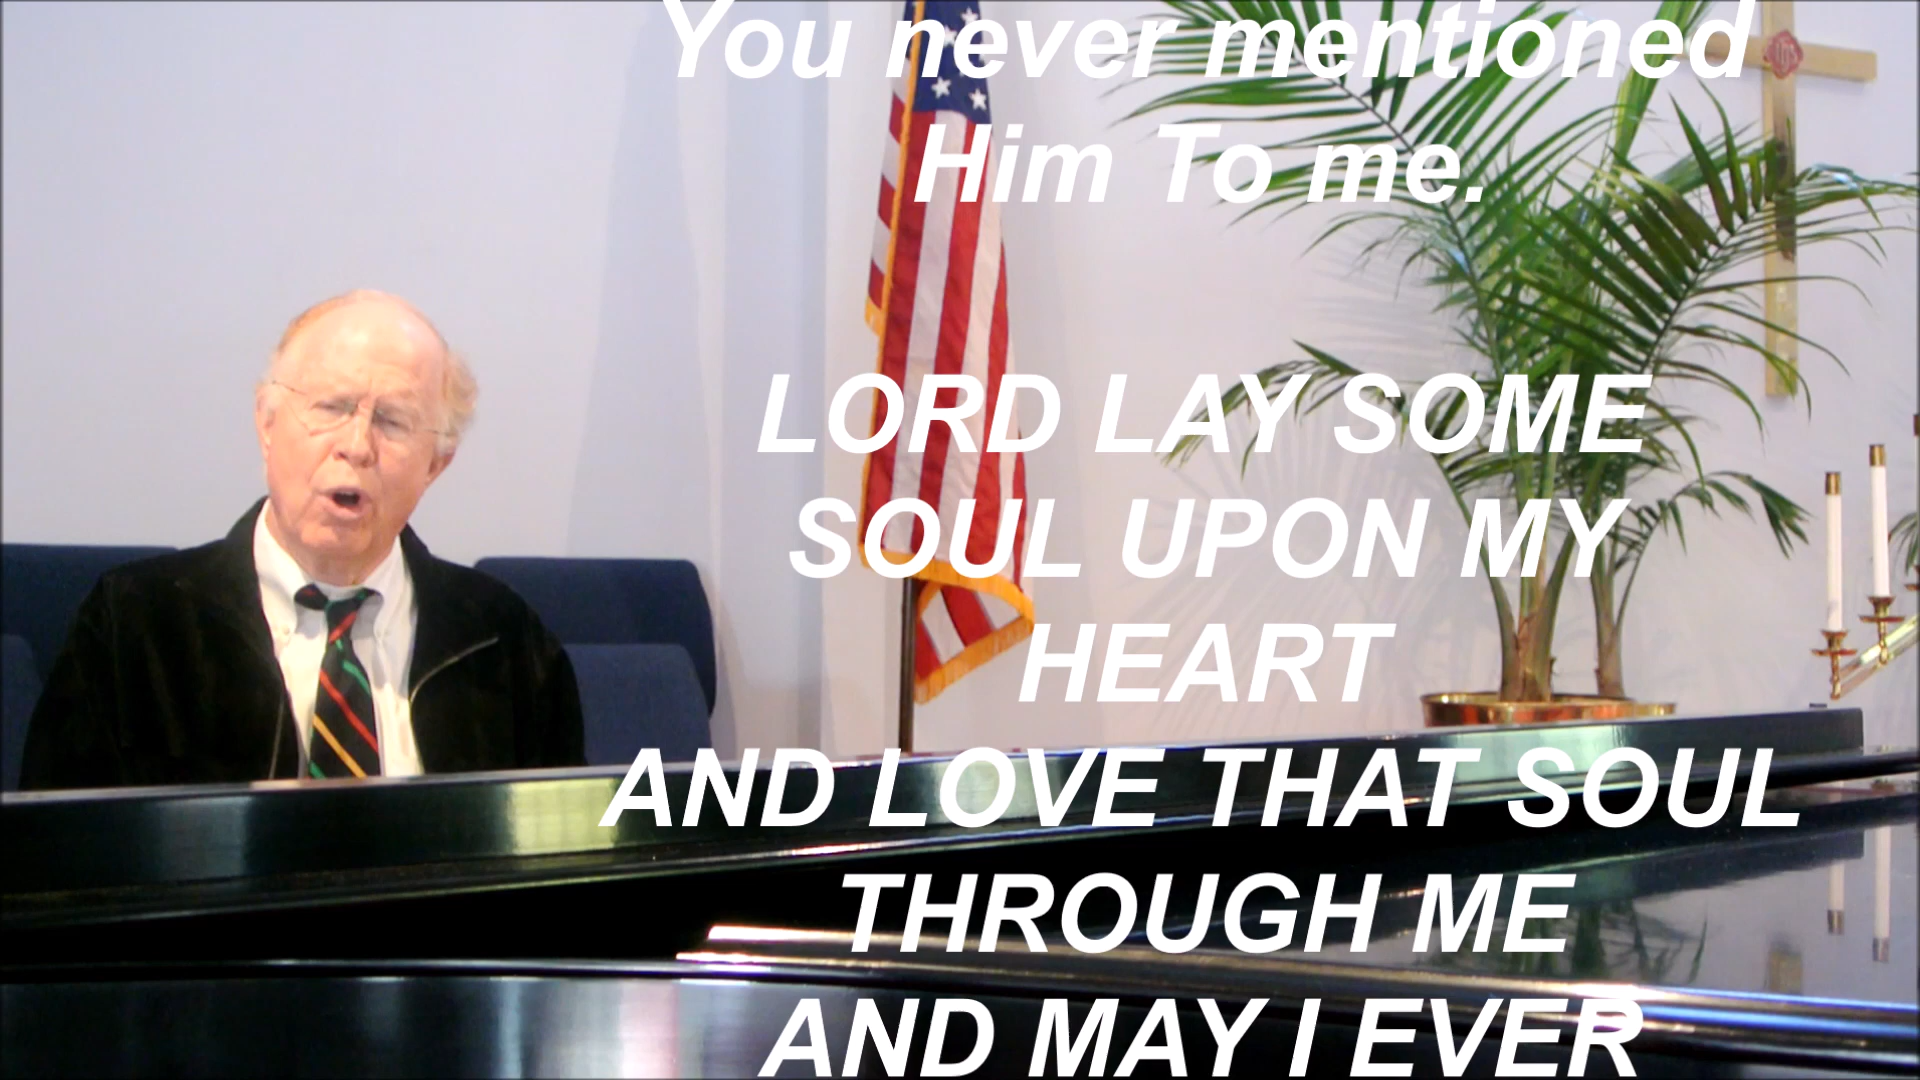 You never mentioned
Him To me.
LORD LAY SOME
SOUL UPON MY
HEART
AND LOVE THAT SOUL
THROUGH ME
AND MAY I EVER